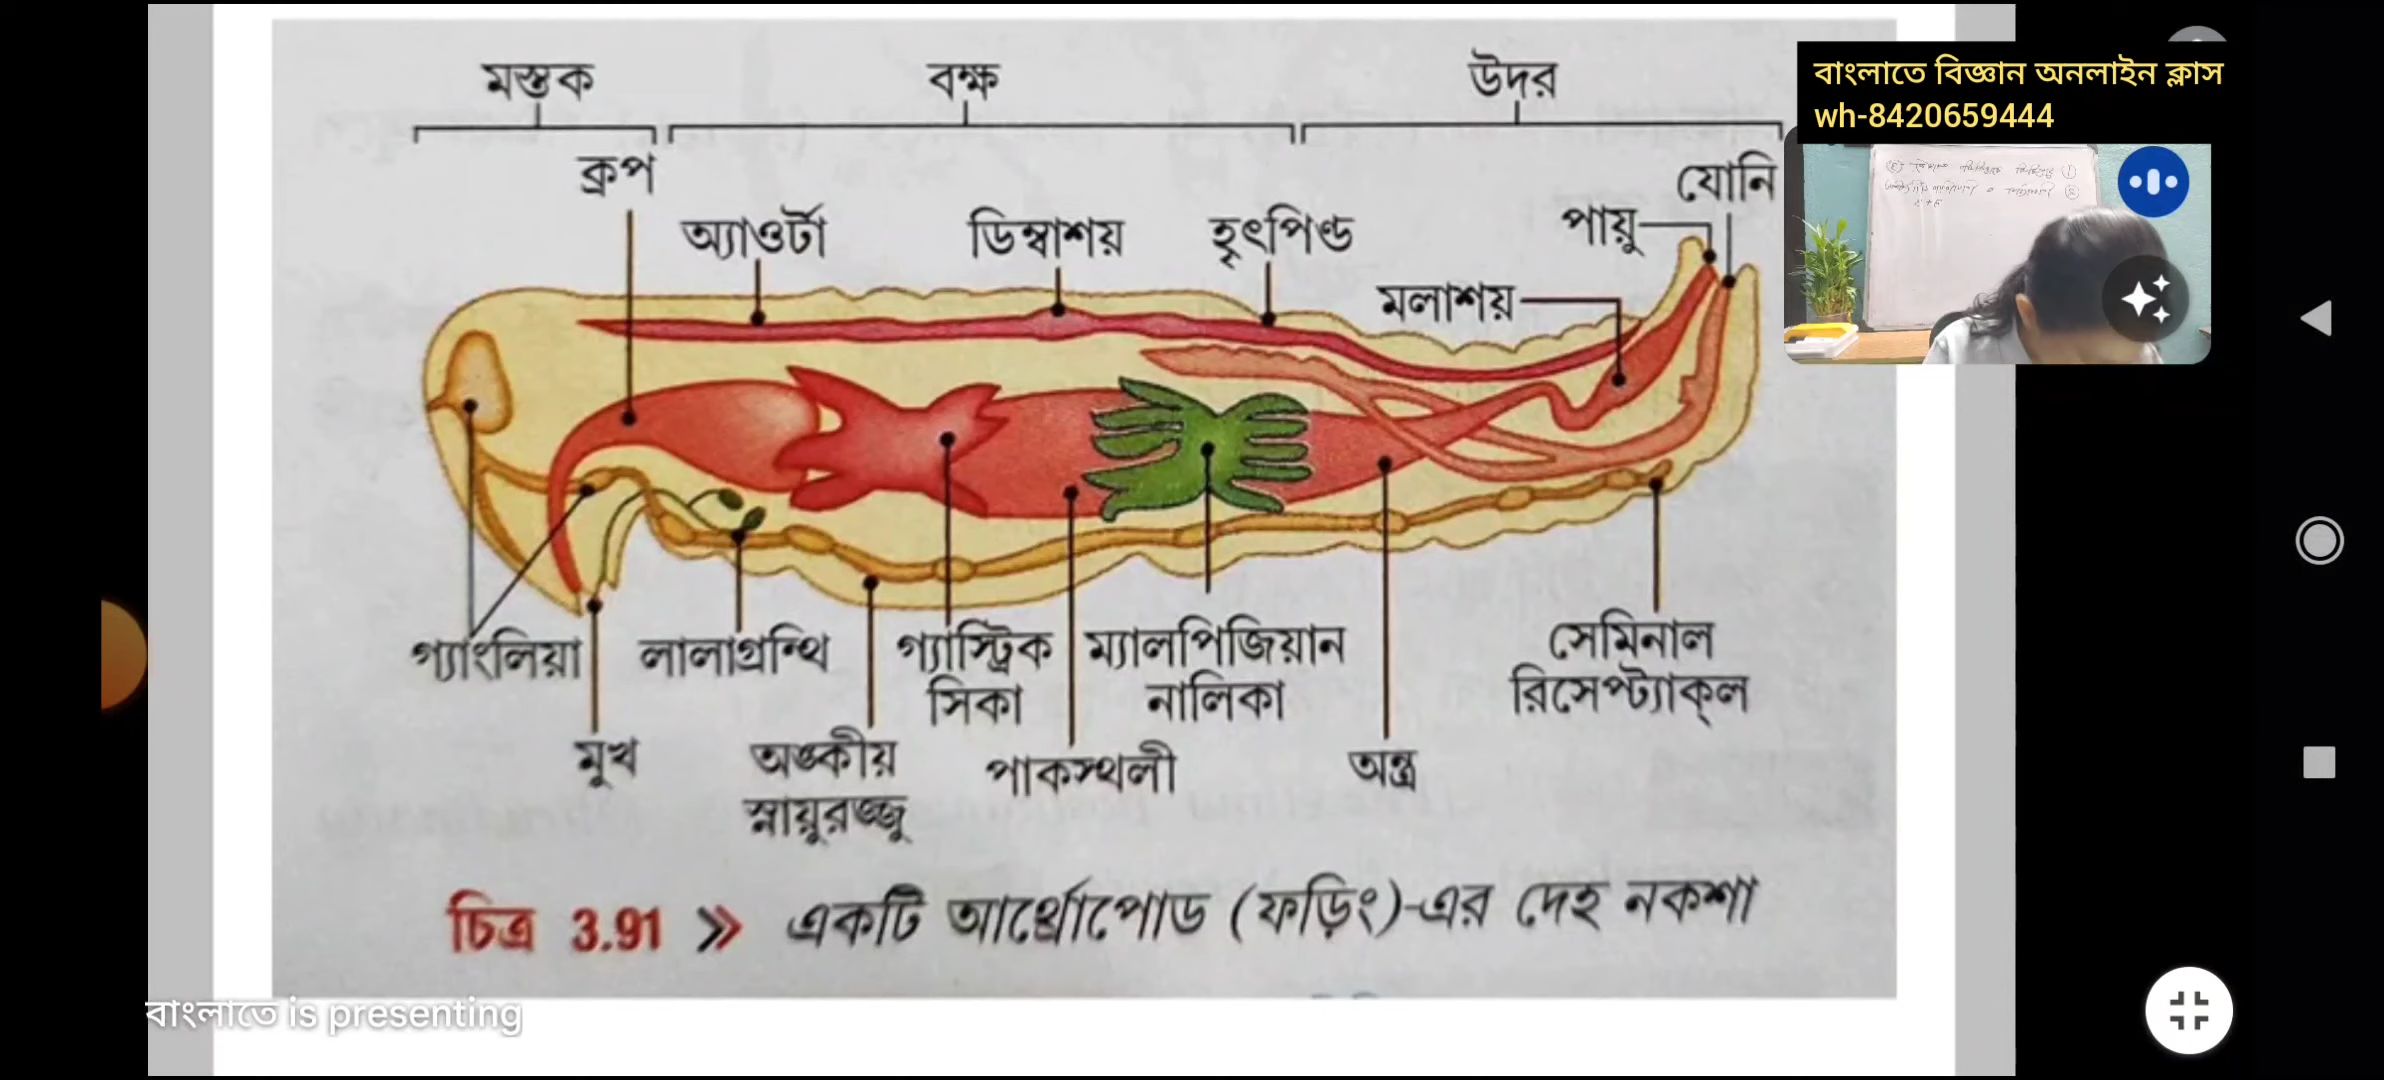 মস্তক
বক্ষ
উদর
ক্রপ
অ্যাওর্টা
ডিম্বাশয়
হৃৎপিণ্ড
মলাশয়
পায়ু
যোনি
গ্যাংলিয়া
লালাগ্রন্থি
গ্যাস্ট্রিক
সিকা
ম্যালপিজিয়ান
নালিকা
সেমিনাল
রিসেপ্ট্যাক্‌ল
মুখ
অঙ্কীয়
স্নায়ুরজ্জু
পাকস্থলী
অন্ত্র
চিত্র 3.91 >> একটি আর্থ্রোপোড (ফড়িং)-এর দেহ নকশা
বাংলাতে বিজ্ঞান অনলাইন ক্লাস
wh-8420659444
বাংলাতে is presenting